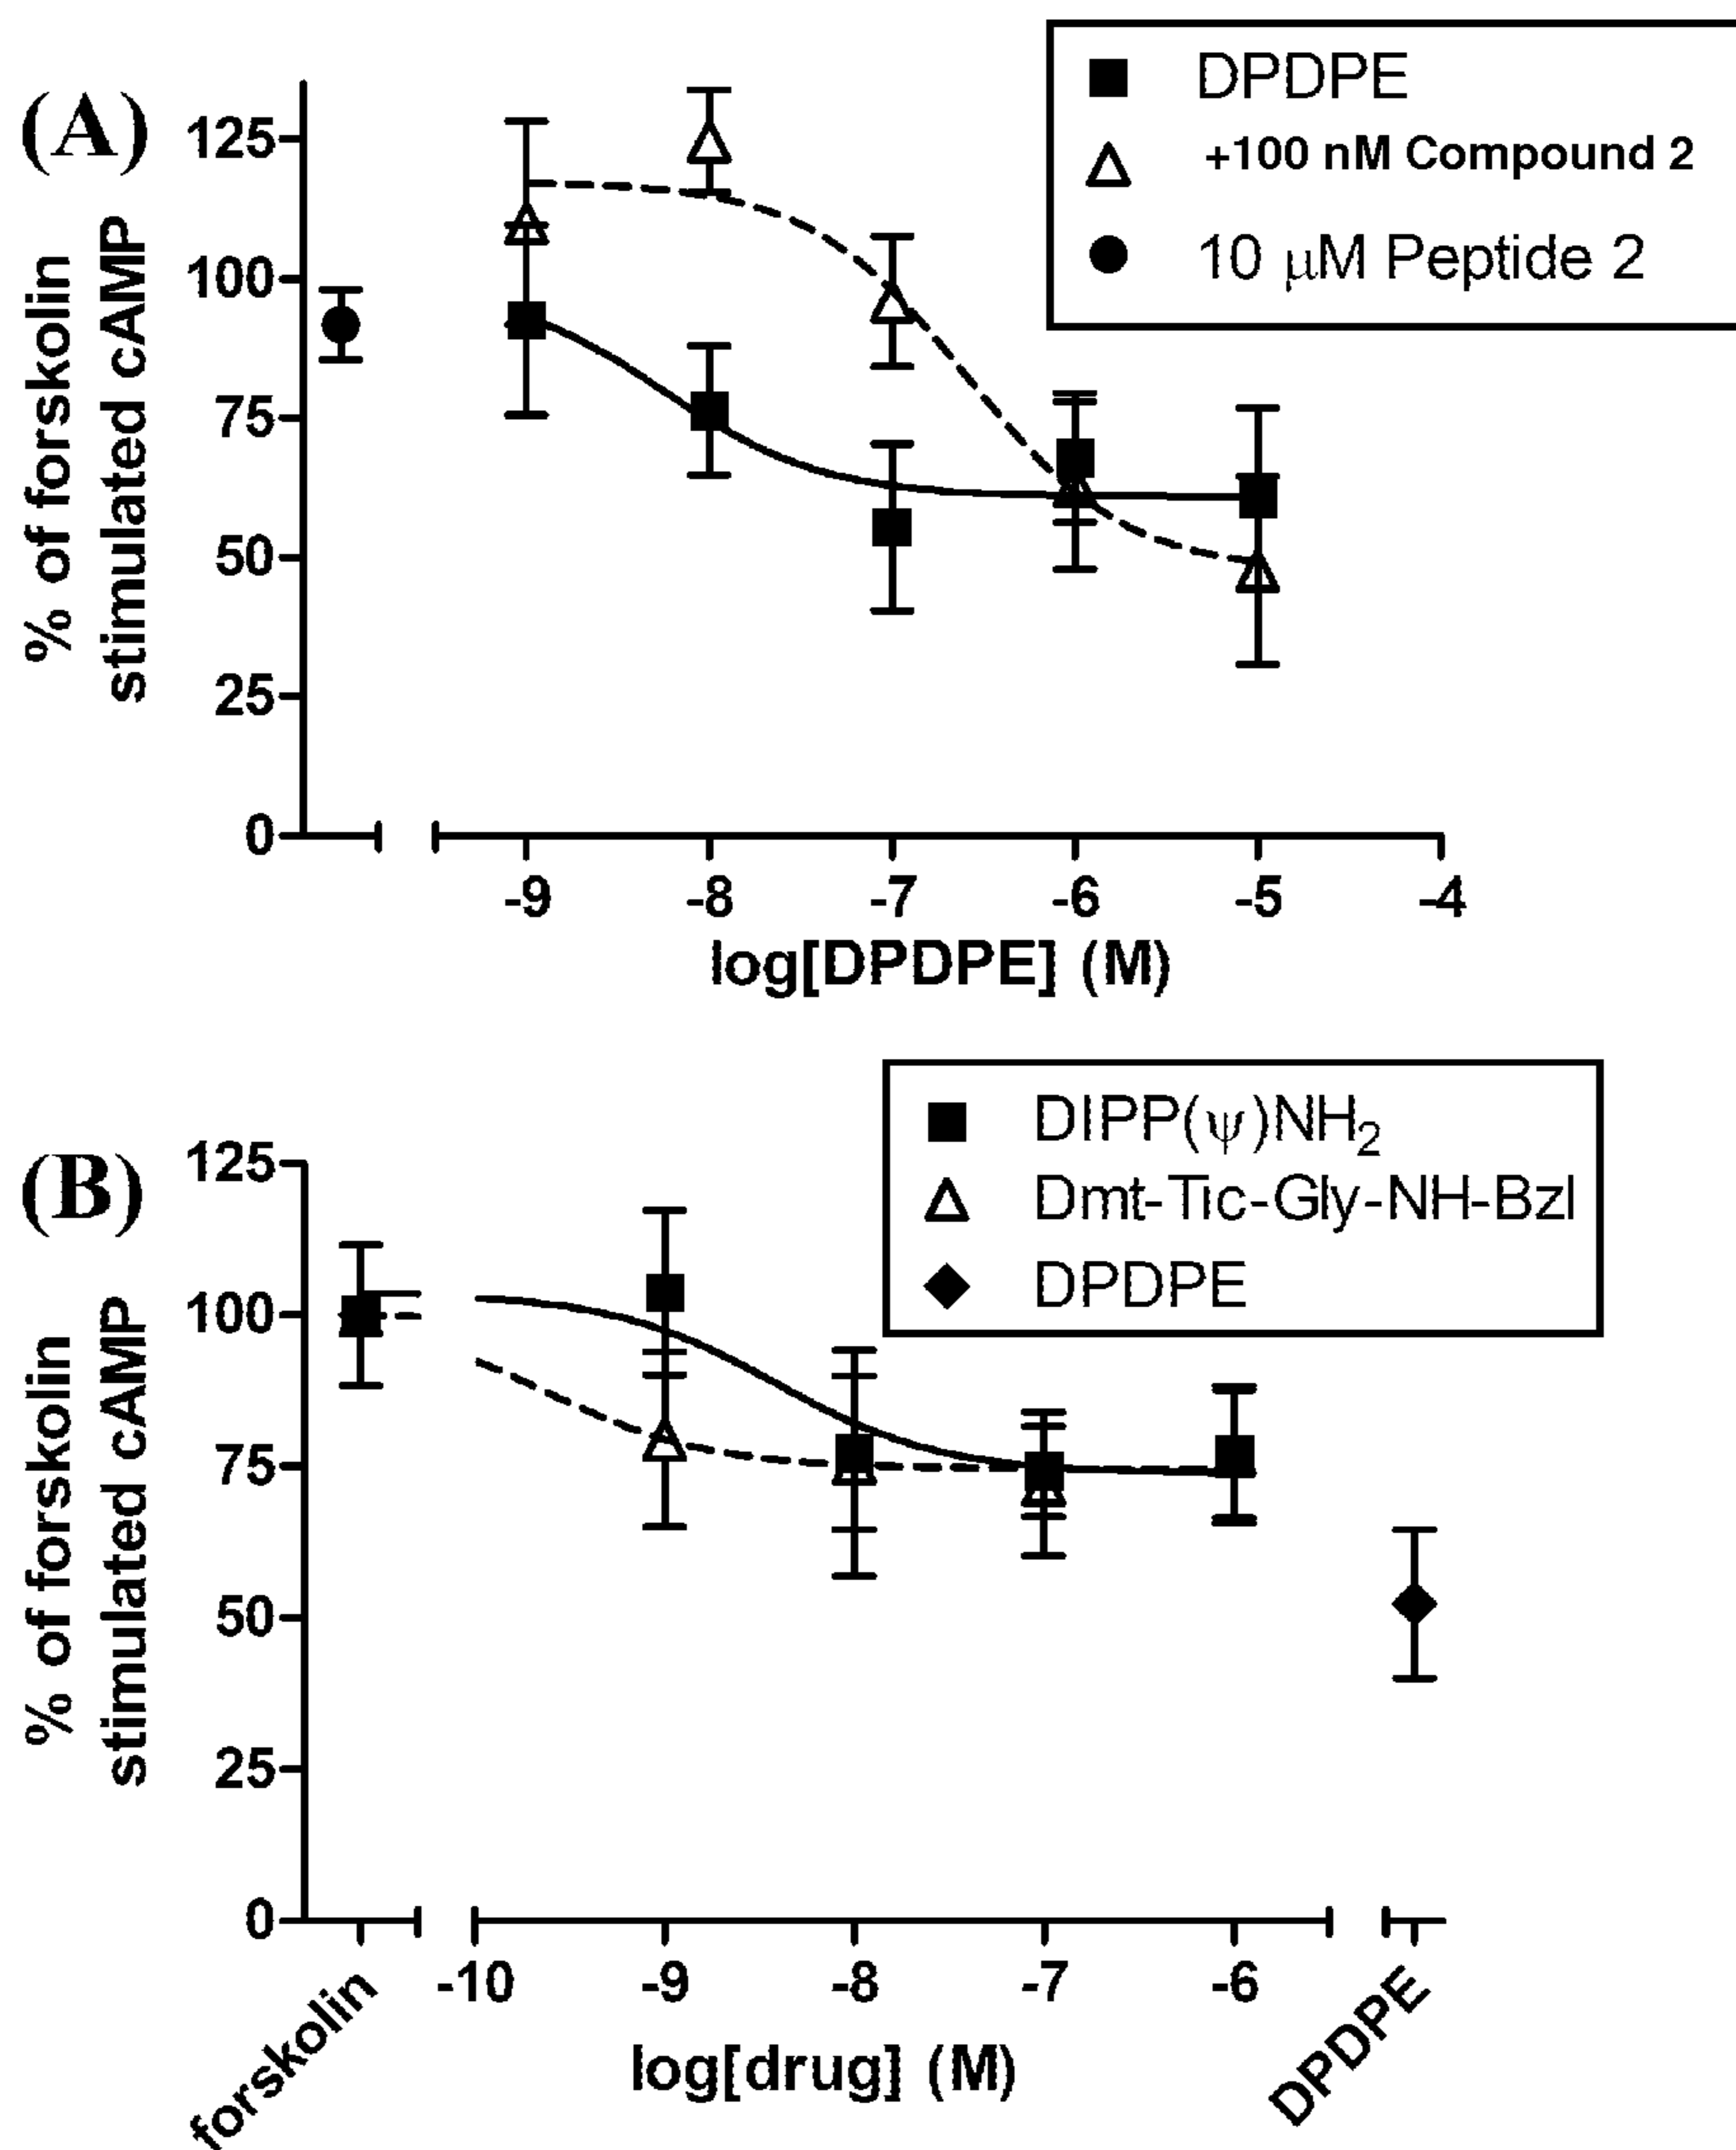 (A)
DPDPE
+100 nM Compound 2
10 μM Peptide 2
% of forskolin
stimulated cAMP
125
100
75
50
25
0
-9 -8 -7 -6 -5 -4
log[DPDPE] (M)
(B)
DIPP(ψ)NH2
Dmt-Tic-Gly-NH-Bzl
DPDPE
% of forskolin
stimulated cAMP
125
100
75
50
25
0
forskolin -10 -9 -8 -7 -6 DPDPE
log[drug] (M)